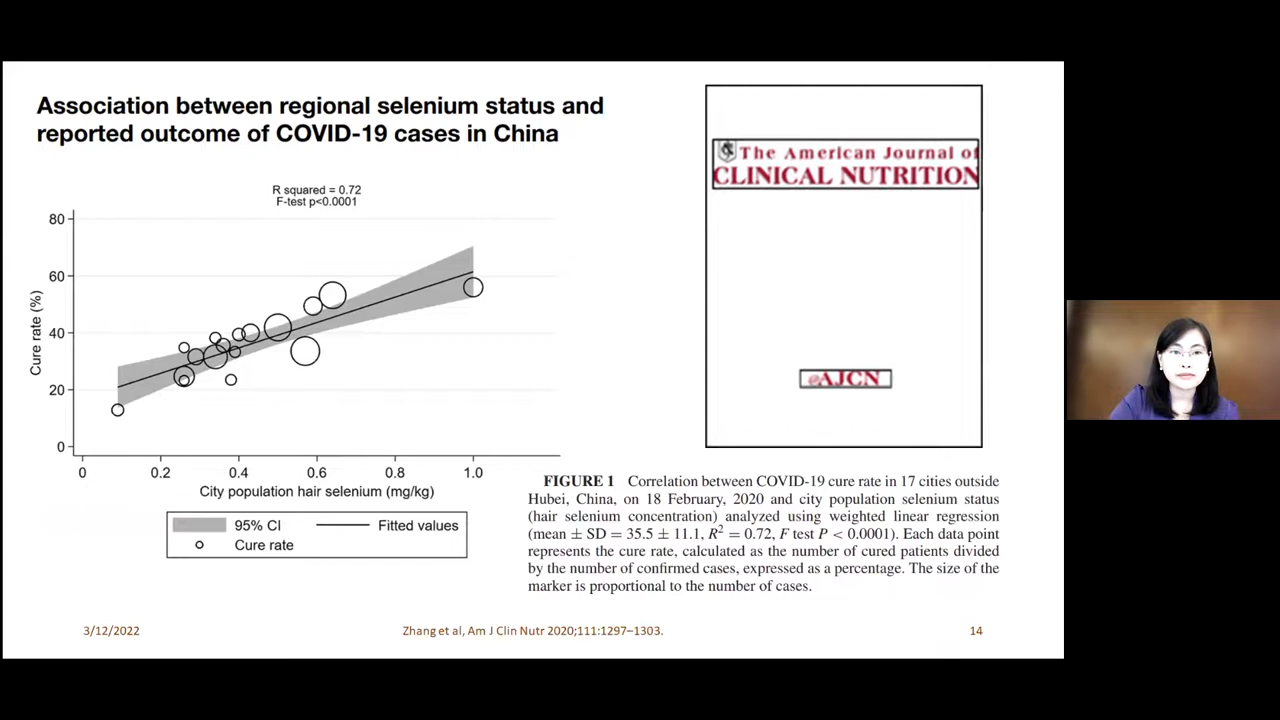 Association between regional selenium status and
reported outcome of COVID-19 cases in China
R squared = 0.72
F-test p<0.0001
Cure rate (%)
80
60
40
20
0
0 0.2 0.4 0.6 0.8 1.0
City population hair selenium (mg/kg)
95% CI Fitted values
Cure rate
The American Journal of
CLINICAL NUTRITION
AJCN
FIGURE 1 Correlation between COVID-19 cure rate in 17 cities outside
Hubei, China, on 18 February, 2020 and city population selenium status
(hair selenium concentration) analyzed using weighted linear regression
(mean ± SD = 35.5 ± 11.1, R² = 0.72, F test P < 0.0001). Each data point
represents the cure rate, calculated as the number of cured patients divided
by the number of confirmed cases, expressed as a percentage. The size of the
marker is proportional to the number of cases.
3/12/2022
Zhang et al, Am J Clin Nutr 2020;111:1297–1303.
14